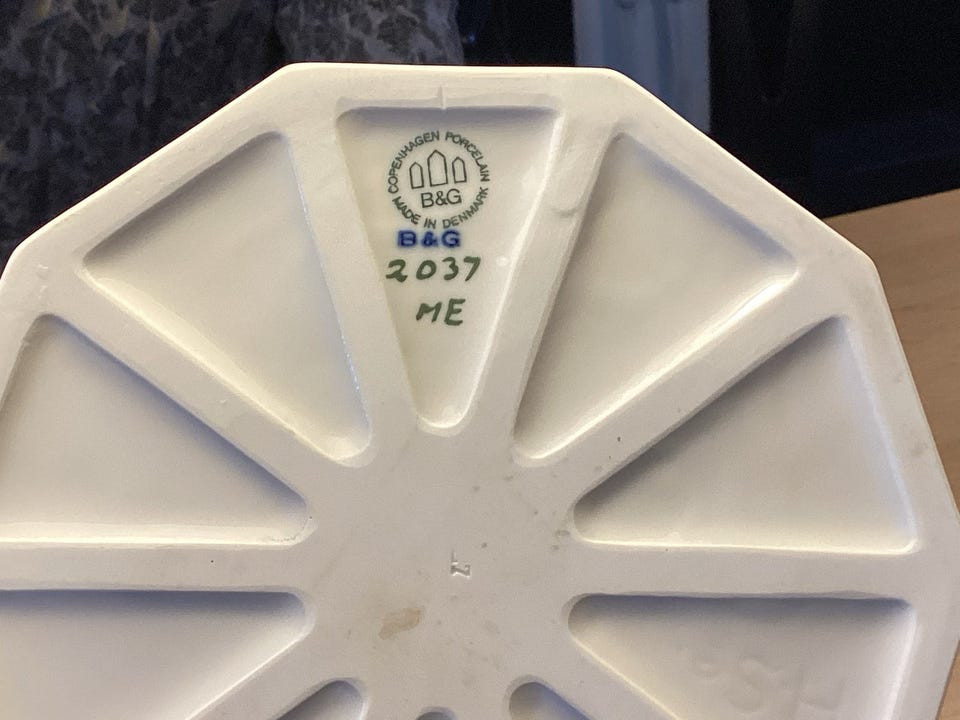 COPENHAGEN PORCELAIN
B&G
MADE IN DENMARK
B&G
2037
ME